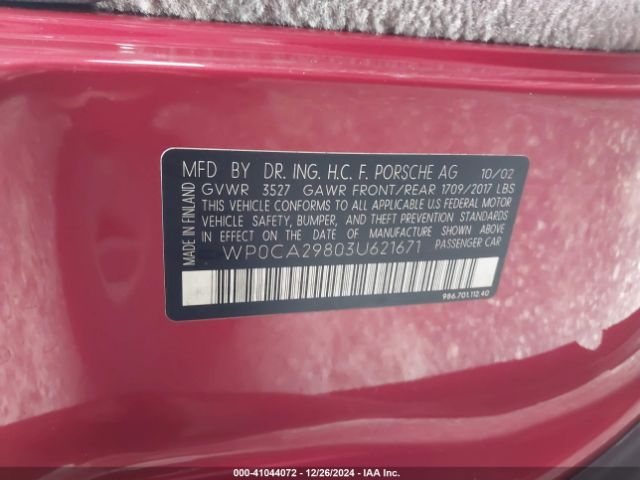 MFD BY DR. ING. H.C. F. PORSCHE AG 10/02
GVWR 3527 GAWR FRONT/REAR 1709/2017 LBS
THIS VEHICLE CONFORMS TO ALL APPLICABLE U.S FEDERAL MOTOR
VEHICLE SAFETY, BUMPER, AND THEFT PREVENTION STANDARDS
IN EFFECT ON THE DATE OF MANUFACTURE SHOWN ABOVE.
WP0CA29803U621671 PASSENGER CAR
MADE IN FINLAND
986.701.112.40
41044072 - 12/26/2024 - IAA Inc.